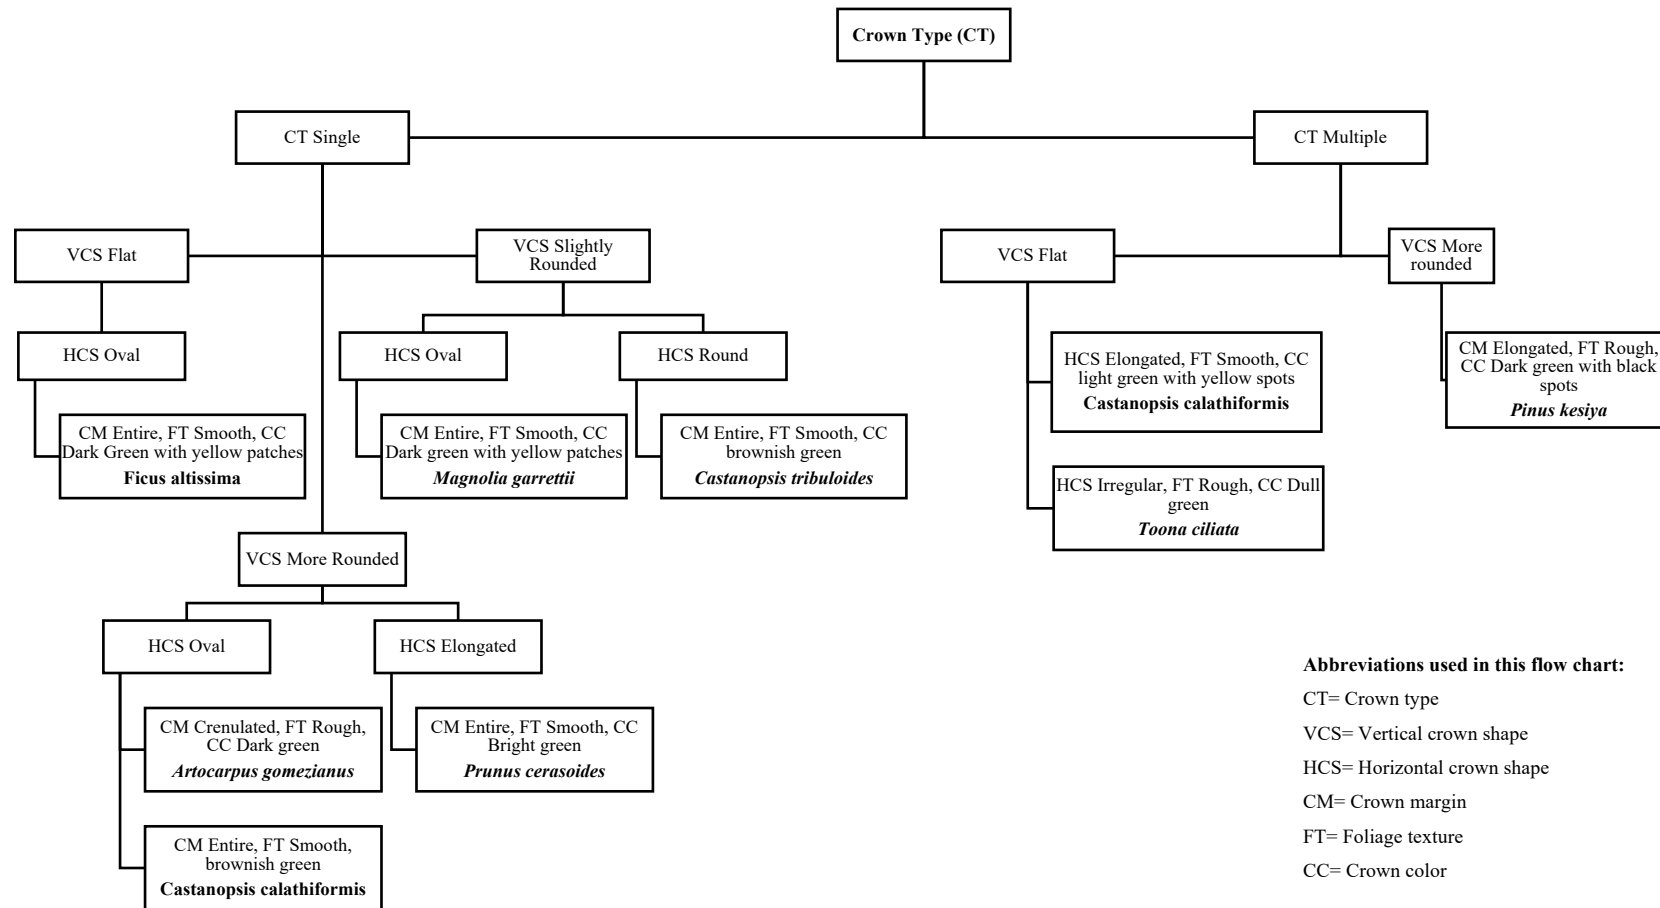 Crown Type (CT)
CT Single
CT Multiple
VCS Flat
VCS Slightly
Rounded
VCS Flat
VCS More
rounded
HCS Oval
HCS Oval
HCS Round
HCS Elongated, FT Smooth, CC
light green with yellow spots
Castanopsis calathiformis
CM Elongated, FT Rough,
CC Dark green with black
spots
Pinus kesiya
CM Entire, FT Smooth, CC
Dark Green with yellow patches
Ficus altissima
CM Entire, FT Smooth, CC
Dark green with yellow patches
Magnolia garrettii
CM Entire, FT Smooth, CC
brownish green
Castanopsis tribuloides
HCS Irregular, FT Rough, CC Dull
green
Toona ciliata
VCS More Rounded
HCS Oval
HCS Elongated
CM Crenulated, FT Rough,
CC Dark green
Artocarpus gomezianus
CM Entire, FT Smooth, CC
Bright green
Prunus cerasoides
CM Entire, FT Smooth,
brownish green
Castanopsis calathiformis
Abbreviations used in this flow chart:
CT= Crown type
VCS= Vertical crown shape
HCS= Horizontal crown shape
CM= Crown margin
FT= Foliage texture
CC= Crown color